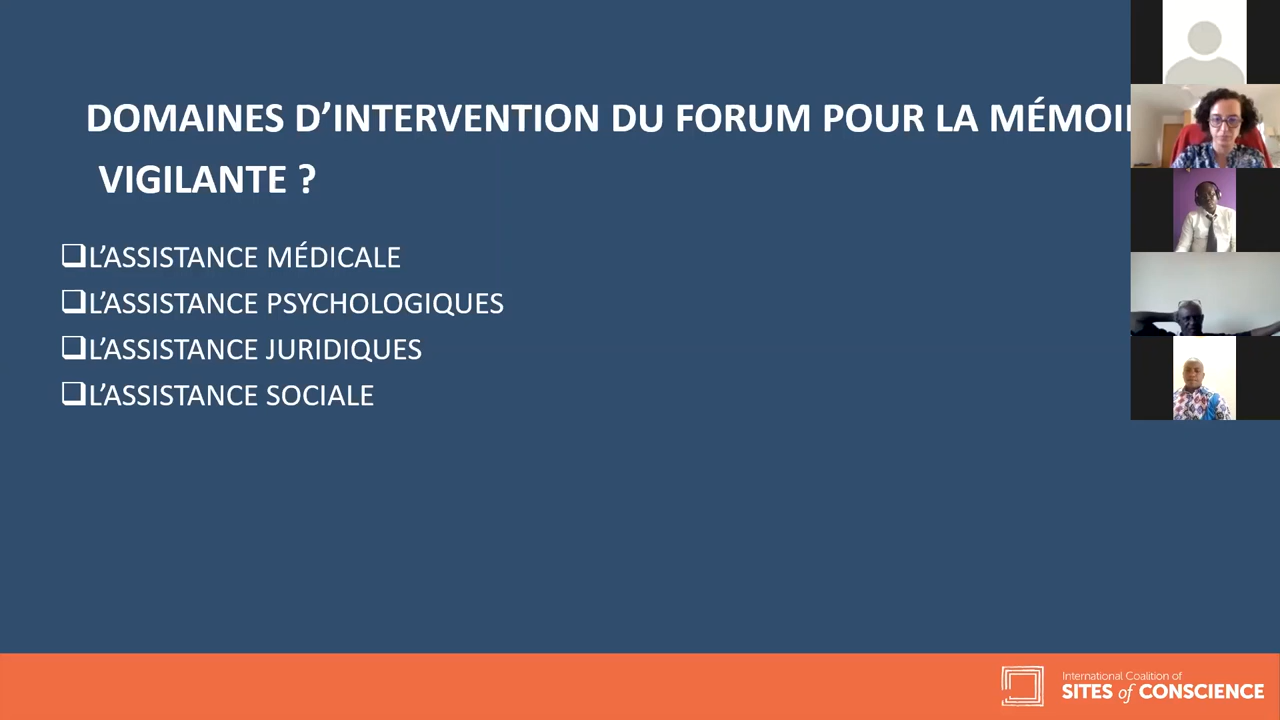 DOMAINES D’INTERVENTION DU FORUM POUR LA MÉMOI
VIGILANTE ?
❑L’ASSISTANCE MÉDICALE
❑L’ASSISTANCE PSYCHOLOGIQUES
❑L’ASSISTANCE JURIDIQUES
❑L’ASSISTANCE SOCIALE
International Coalition of
SITES of CONSCIENCE